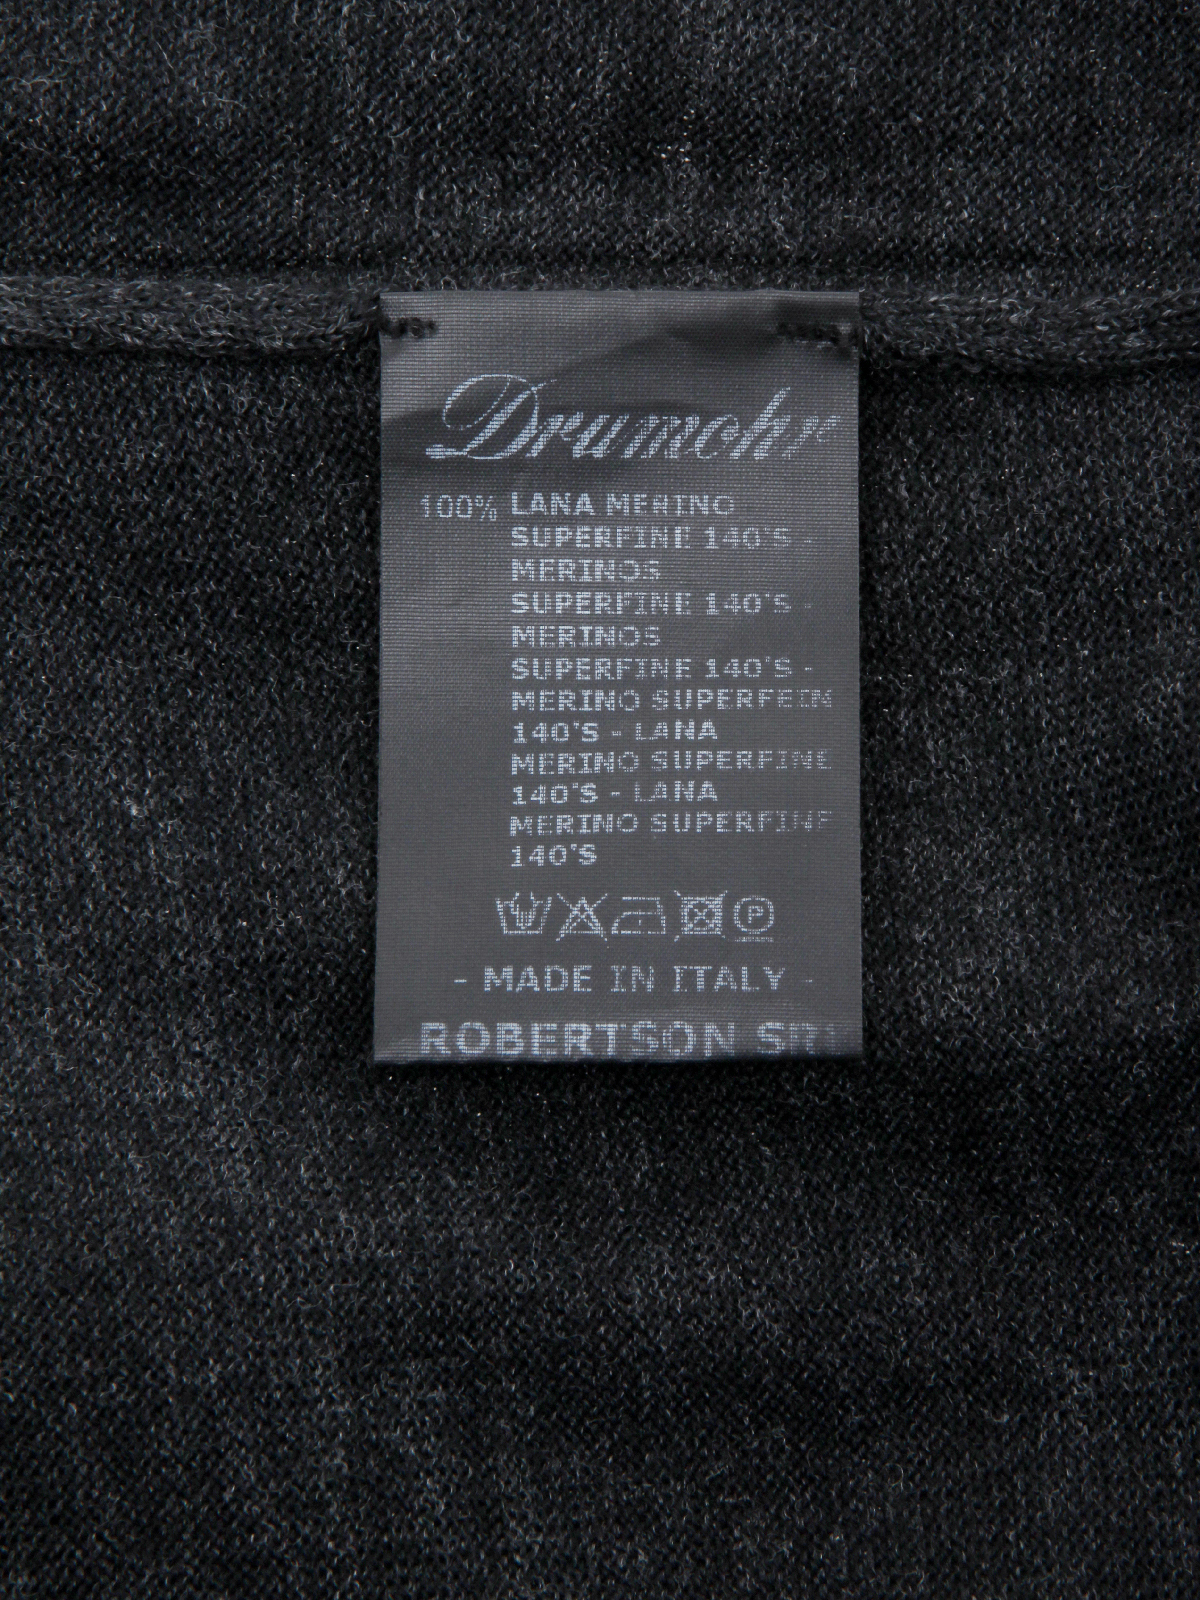 Drumohr
100% LANA MERINO
SUPERFINE 140'S -
MERINOS
SUPERFINE 140'S -
MERINOS
SUPERFINE 140'S -
MERINO SUPERFEIN
140'S - LANA
MERINO SUPERFINE
140'S - LANA
MERINO SUPERFINE
140'S
P
- MADE IN ITALY -
ROBERTSON SRL